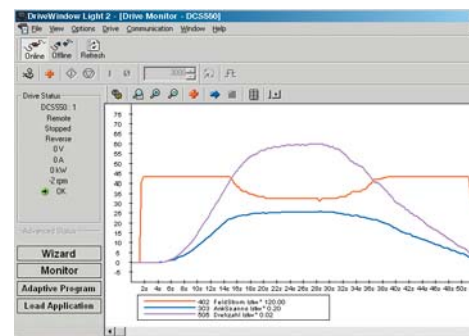 DriveWindow Light 2 - [Drive Monitor - DCS550]
File View Options Drive Communication Window Help
Online Offline Refresh
3000
Drive Status
DCS550 : 1
Remote
Stopped
Reverse
0 V
0 A
0 kW
-2 rpm
OK
Advanced Status
Wizard
Monitor
Adaptive Program
Load Application
75
70
65
60
55
50
45
40
35
30
25
20
15
10
5
0
-5
2s 4s 6s 8s 10s 12s 14s 16s 18s 20s 22s 24s 26s 28s 30s 32s 34s 36s 38s 40s 42s 44s 46s 48s 50s
402 FeldStrom
120.00
303
0.20
505 Drehzahl
0.02